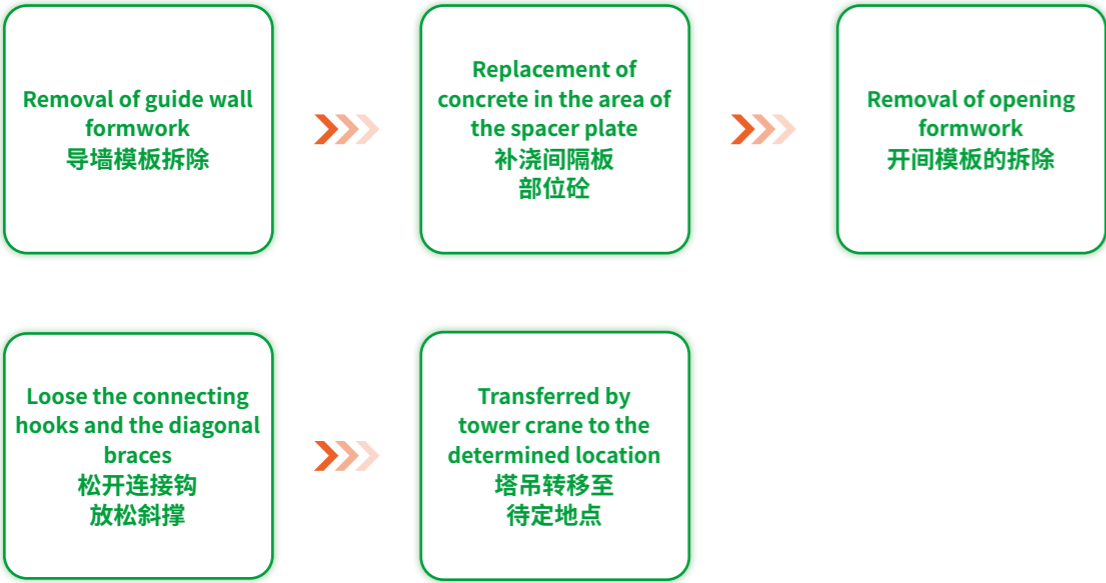 Removal of guide wall
formwork
导墙模板拆除
Replacement of
concrete in the area of
the spacer plate
补浇间隔板
部位砼
Removal of opening
formwork
开间模板的拆除
Loose the connecting
hooks and the diagonal
braces
松开连接钩
放松斜撑
Transferred by
tower crane to the
determined location
塔吊转移至
待定地点